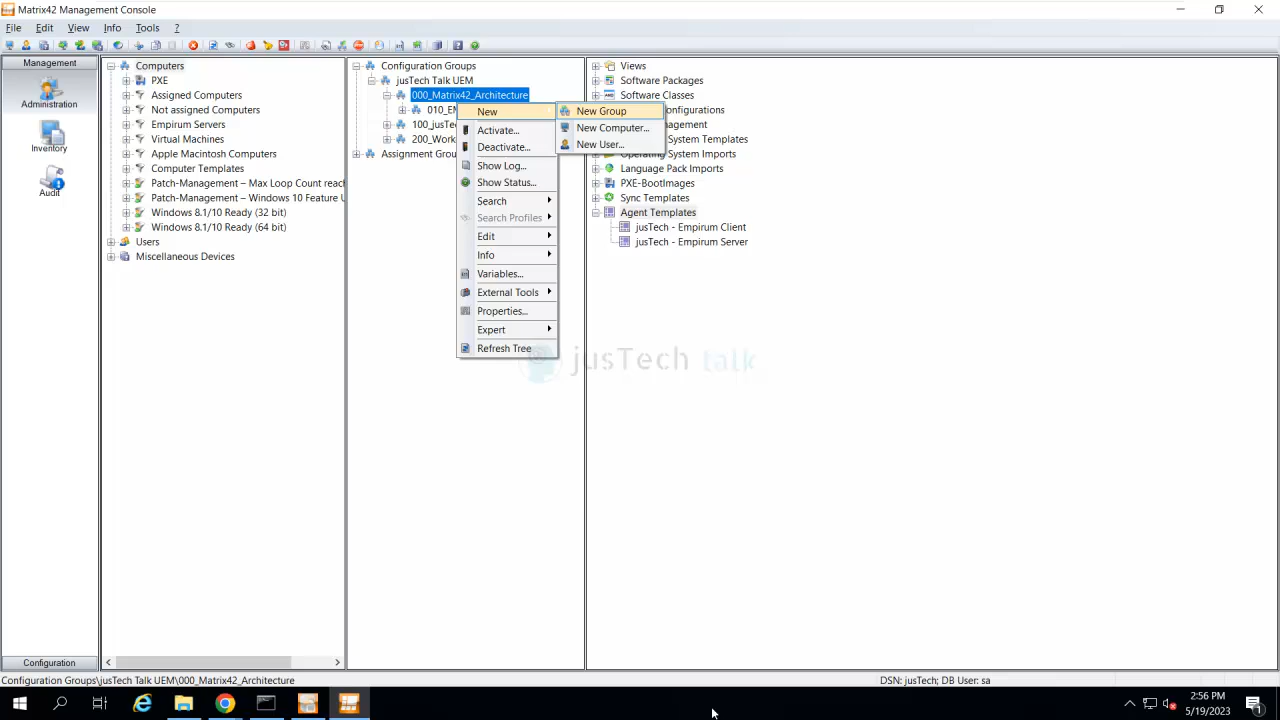 Matrix42 Management Console
File Edit View Info Tools ?
Management
Administration
Inventory
Audit
Configuration
Computers
PXE
Assigned Computers
Not assigned Computers
Empirum Servers
Virtual Machines
Apple Macintosh Computers
Computer Templates
Patch-Management – Max Loop Count reach
Patch-Management – Windows 10 Feature U
Windows 8.1/10 Ready (32 bit)
Windows 8.1/10 Ready (64 bit)
Users
Miscellaneous Devices
Configuration Groups
jusTech Talk UEM
000_Matrix42_Architecture
010_E
100_jusTe
200_Work
Assignment Grou
New
Activate...
Deactivate...
Show Log...
Show Status...
Search
Search Profiles
Edit
Info
Variables...
External Tools
Properties...
Expert
Refresh Tree
New Group
New Computer...
New User...
Views
Software Packages
Software Classes
onfigurations
nagement
System Templates
Operating System Imports
Language Pack Imports
PXE-BootImages
Sync Templates
Agent Templates
jusTech - Empirum Client
jusTech - Empirum Server
jusTech talk
Configuration Groups\jusTech Talk UEM\000_Matrix42_Architecture
DSN: jusTech; DB User: sa
2:56 PM
5/19/2023
1